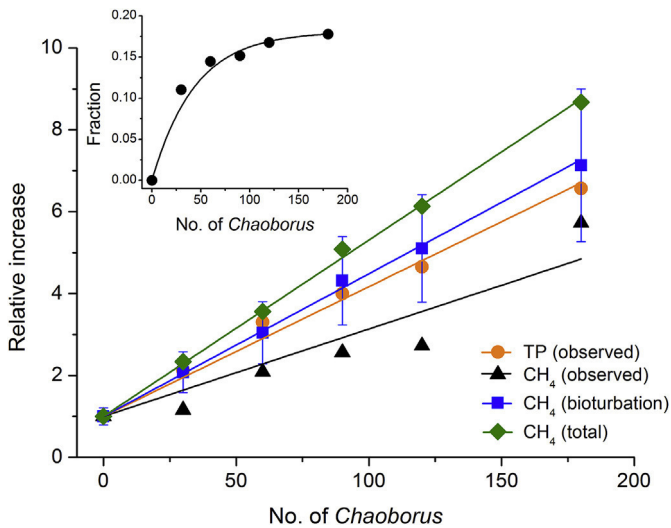 0.20
0.15
0.10
0.05
0.00
Fraction
0 50 100 150 200
No. of Chaoborus
10
8
6
4
2
0
Relative increase
TP (observed)
CH₄ (observed)
CH₄ (bioturbation)
CH₄ (total)
0 50 100 150 200
No. of Chaoborus